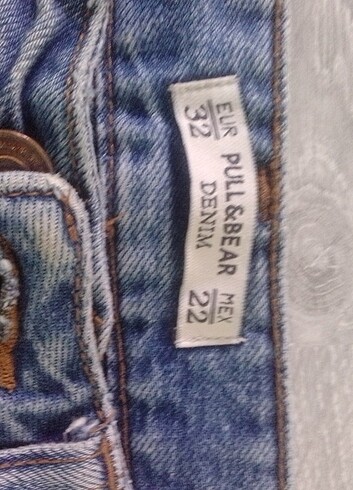 EUR
32
PULL&BEAR
DENIM
MEX
22